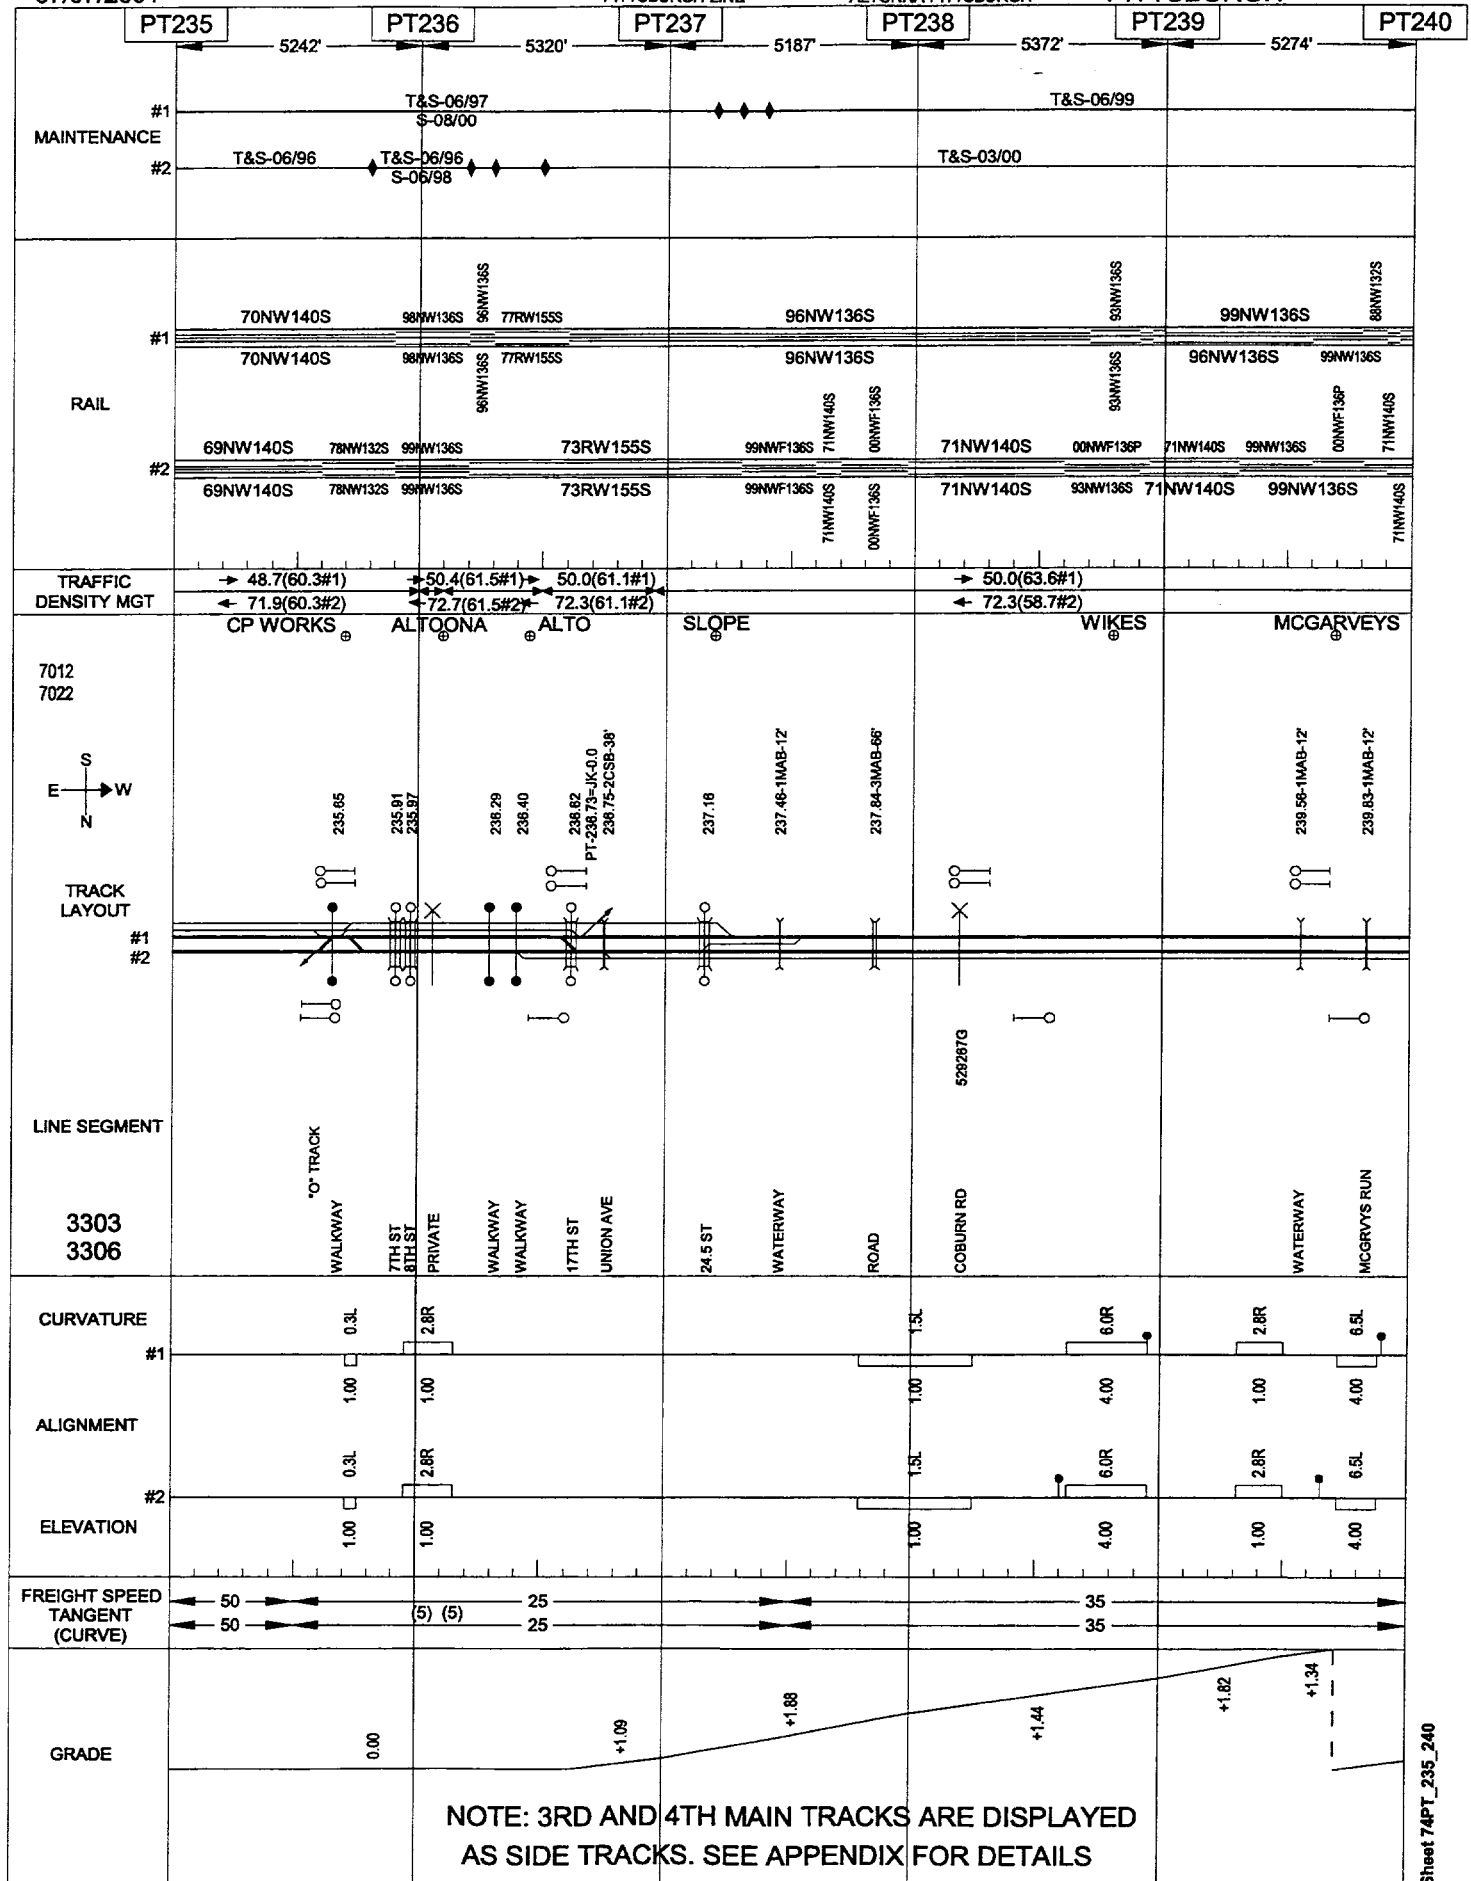 PT235 PT236 PT237 PT238 PT239 PT240
5242' 5320' 5187' 5372' 5274'
MAINTENANCE
#1 T&S-06/97 T&S-06/99
S-08/00
#2 T&S-06/96 T&S-06/96 T&S-03/00
S-06/98
RAIL
96NW136S 93NW136S 88NW132S
70NW140S 98NW136S 77RW155S 96NW136S 99NW136S
#1
70NW140S 98NW136S 77RW155S 96NW136S 96NW136S 99NW136S
96NW136S 93NW136S
71NW140S 00NWF136S 00NWF136P 71NW140S
69NW140S 78NW132S 99NW136S 73RW155S 99NWF136S 71NW140S 00NWF136P 71NW140S 99NW136S
#2
69NW140S 78NW132S 99NW136S 73RW155S 99NWF136S 71NW140S 93NW136S 71NW140S 99NW136S
71NW140S 00NWF136S 71NW140S
TRAFFIC
DENSITY MGT
48.7(60.3#1) 50.4(61.5#1) 50.0(61.1#1) 50.0(63.6#1)
71.9(60.3#2) 72.7(61.5#2) 72.3(61.1#2) 72.3(58.7#2)
CP WORKS ALTOONA ALTO SLOPE WIKES MCGARVEYS
7012
7022
S
E W
N
235.65
235.91
235.97
236.29
236.40
236.62
PT-236.73=JK-0.0
236.75-2CSB-38'
237.16
237.46-1MAB-12'
237.84-3MAB-66'
239.56-1MAB-12'
239.83-1MAB-12'
TRACK
LAYOUT
#1
#2
529267G
LINE SEGMENT
3303
3306
"O" TRACK
WALKWAY
7TH ST
8TH ST
PRIVATE
WALKWAY
WALKWAY
17TH ST
UNION AVE
24.5 ST
WATERWAY
ROAD
COBURN RD
WATERWAY
MCGRVYS RUN
CURVATURE
0.3L 2.8R 1.5L 6.0R 2.8R 6.5L
#1
1.00 1.00 1.00 4.00 1.00 4.00
ALIGNMENT
0.3L 2.8R 1.5L 6.0R 2.8R 6.5L
#2
1.00 1.00 1.00 4.00 1.00 4.00
ELEVATION
FREIGHT SPEED
TANGENT
(CURVE)
50 25 35
(5) (5)
50 25 35
GRADE
0.00 +1.09 +1.88 +1.44 +1.82 +1.34
NOTE: 3RD AND 4TH MAIN TRACKS ARE DISPLAYED
AS SIDE TRACKS. SEE APPENDIX FOR DETAILS
Sheet 74PT_235_240